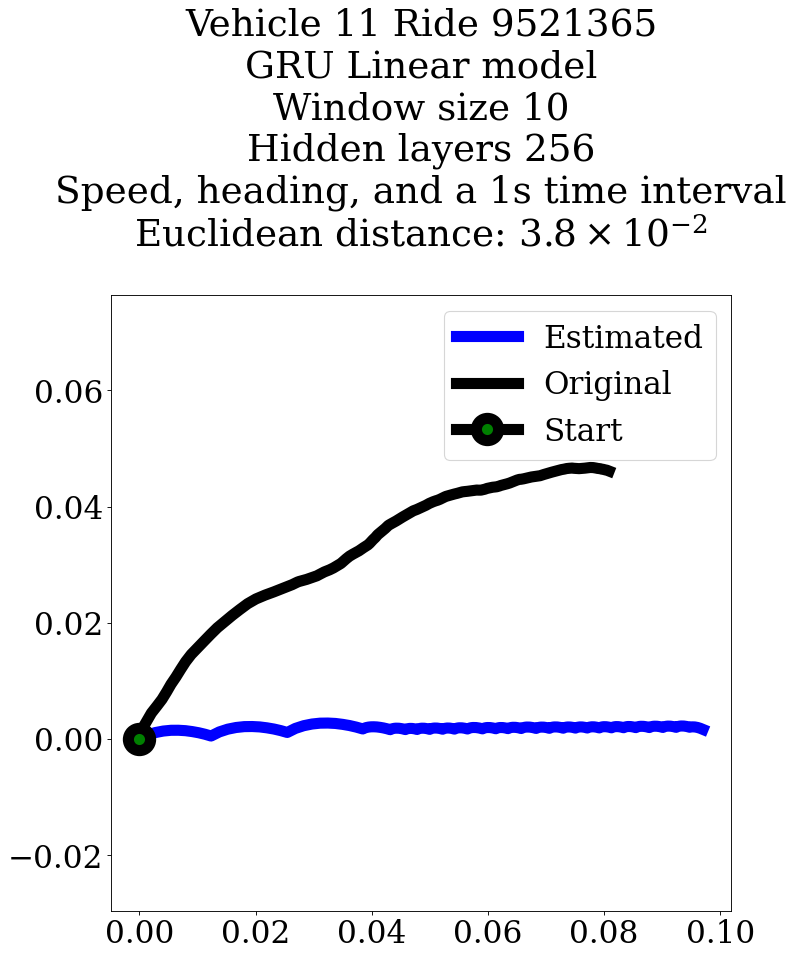 Vehicle 11 Ride 9521365
GRU Linear model
Window size 10
Hidden layers 256
Speed, heading, and a 1s time interval
Euclidean distance: 3.8 × 10⁻²
Estimated
Original
Start
0.06
0.04
0.02
0.00
−0.02
0.00 0.02 0.04 0.06 0.08 0.10